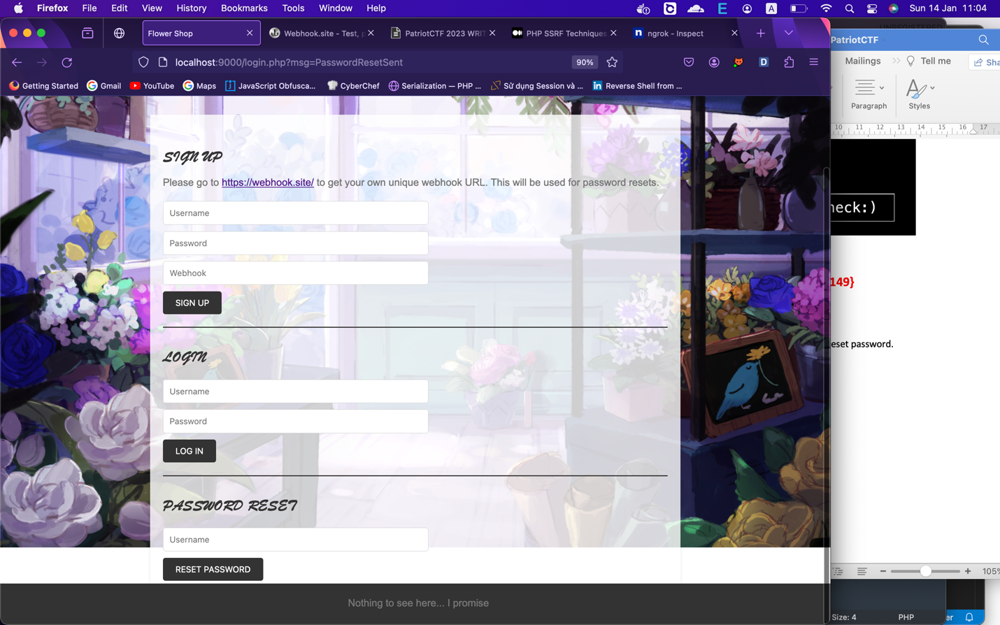 Firefox File Edit View History Bookmarks Tools Window Help Sun 14 Jan 11:04
Flower Shop
Webhook.site - Test, p
PatriotCTF 2023 WRIT
PHP SSRF Techniques
ngrok - Inspect
UNREGISTERED
PatriotCTF
localhost:9000/login.php?msg=PasswordResetSent
90%
Mailings Tell me Sha
Getting Started Gmail YouTube Maps JavaScript Obfusca... CyberChef Serialization — PHP ... Sử dụng Session và ... Reverse Shell from ...
Paragraph Styles
10 11 12 13 14 15 16 17
SIGN UP
Please go to https://webhook.site/ to get your own unique webhook URL. This will be used for password resets.
Username
Password
Webhook
SIGN UP
heck:)
149}
eset password.
LOGIN
Username
Password
LOG IN
PASSWORD RESET
Username
RESET PASSWORD
105%
Nothing to see here... I promise
Size: 4 PHP er